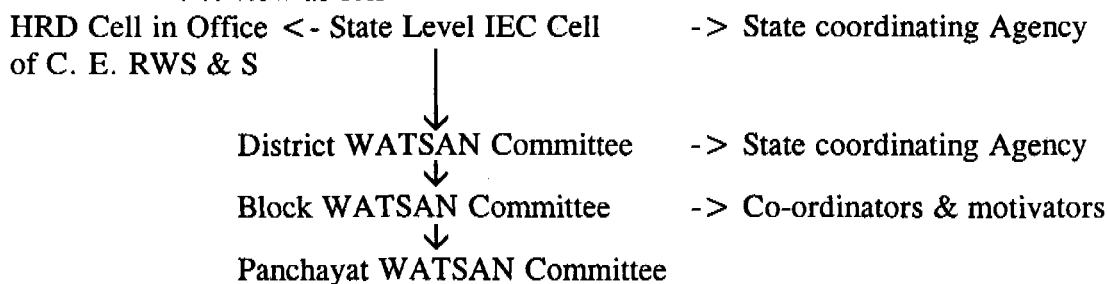 HRD Cell in Office <- State Level IEC Cell -> State coordinating Agency
of C. E. RWS & S
District WATSAN Committee -> State coordinating Agency
Block WATSAN Committee -> Co-ordinators & motivators
Panchayat WATSAN Committee